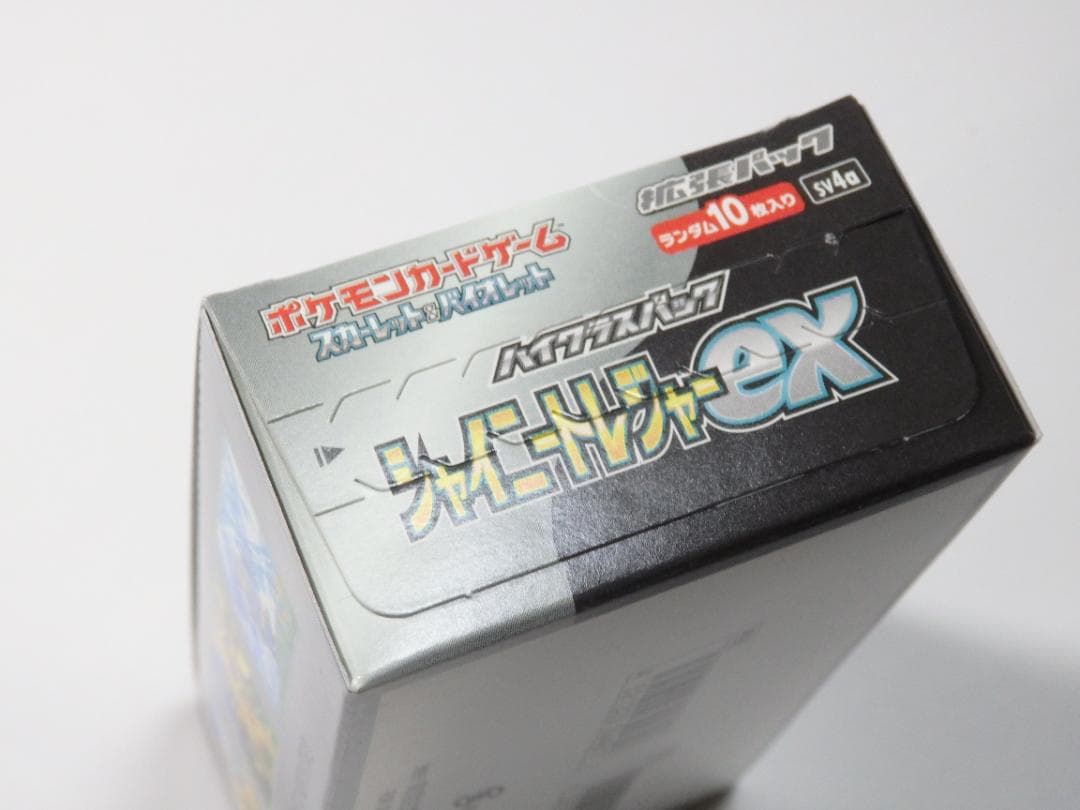 拡張パック
ランダム10枚入り
SV4a
ポケモンカードゲーム
スカーレット&バイオレット
ハイクラスパック
シャイニートレジャーex